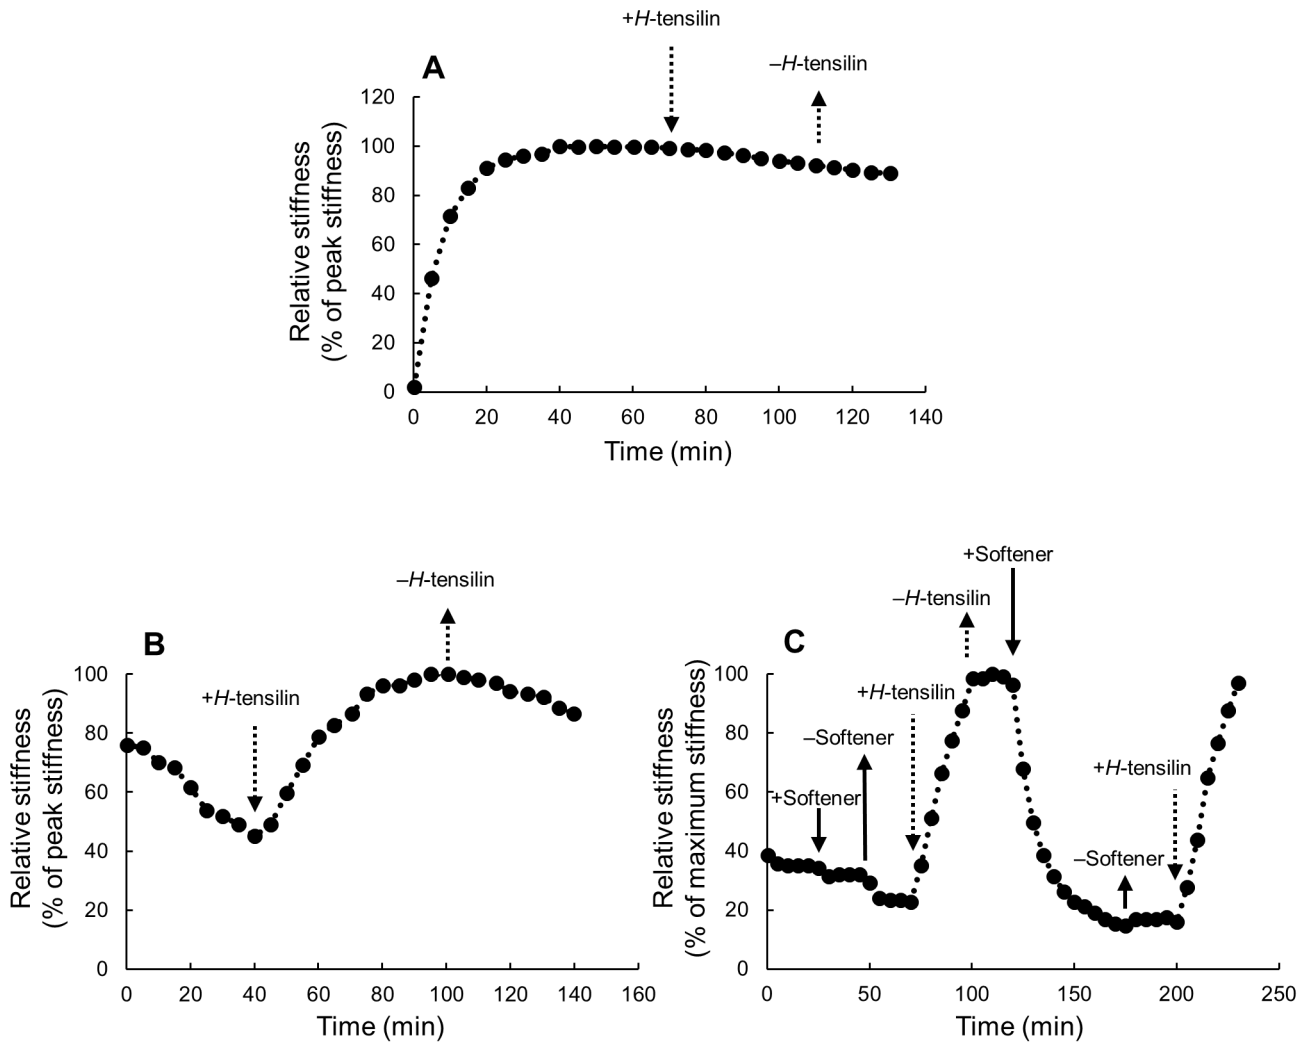 +H-tensilin
–H-tensilin
A
120
100
80
60
40
20
0
Relative stiffness
(% of peak stiffness)
0 20 40 60 80 100 120 140
Time (min)
–H-tensilin
B
+H-tensilin
100
80
60
40
20
0
Relative stiffness
(% of peak stiffness)
0 20 40 60 80 100 120 140 160
Time (min)
+Softener
–H-tensilin
C
+H-tensilin
–Softener
+H-tensilin
+Softener
–Softener
100
80
60
40
20
0
Relative stiffness
(% of maximum stiffness)
0 50 100 150 200 250
Time (min)